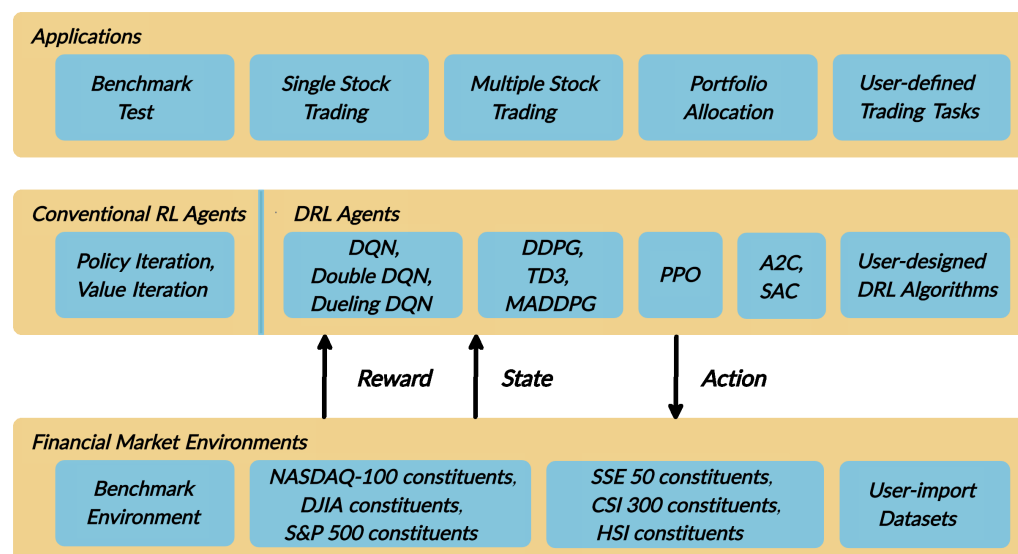 Applications
Benchmark
Test
Single Stock
Trading
Multiple Stock
Trading
Portfolio
Allocation
User-defined
Trading Tasks
Conventional RL Agents
DRL Agents
Policy Iteration,
Value Iteration
DQN,
Double DQN,
Dueling DQN
DDPG,
TD3,
MADDPG
PPO
A2C,
SAC
User-designed
DRL Algorithms
Reward
State
Action
Financial Market Environments
Benchmark
Environment
NASDAQ-100 constituents,
DJIA constituents,
S&P 500 constituents
SSE 50 constituents,
CSI 300 constituents,
HSI constituents
User-import
Datasets